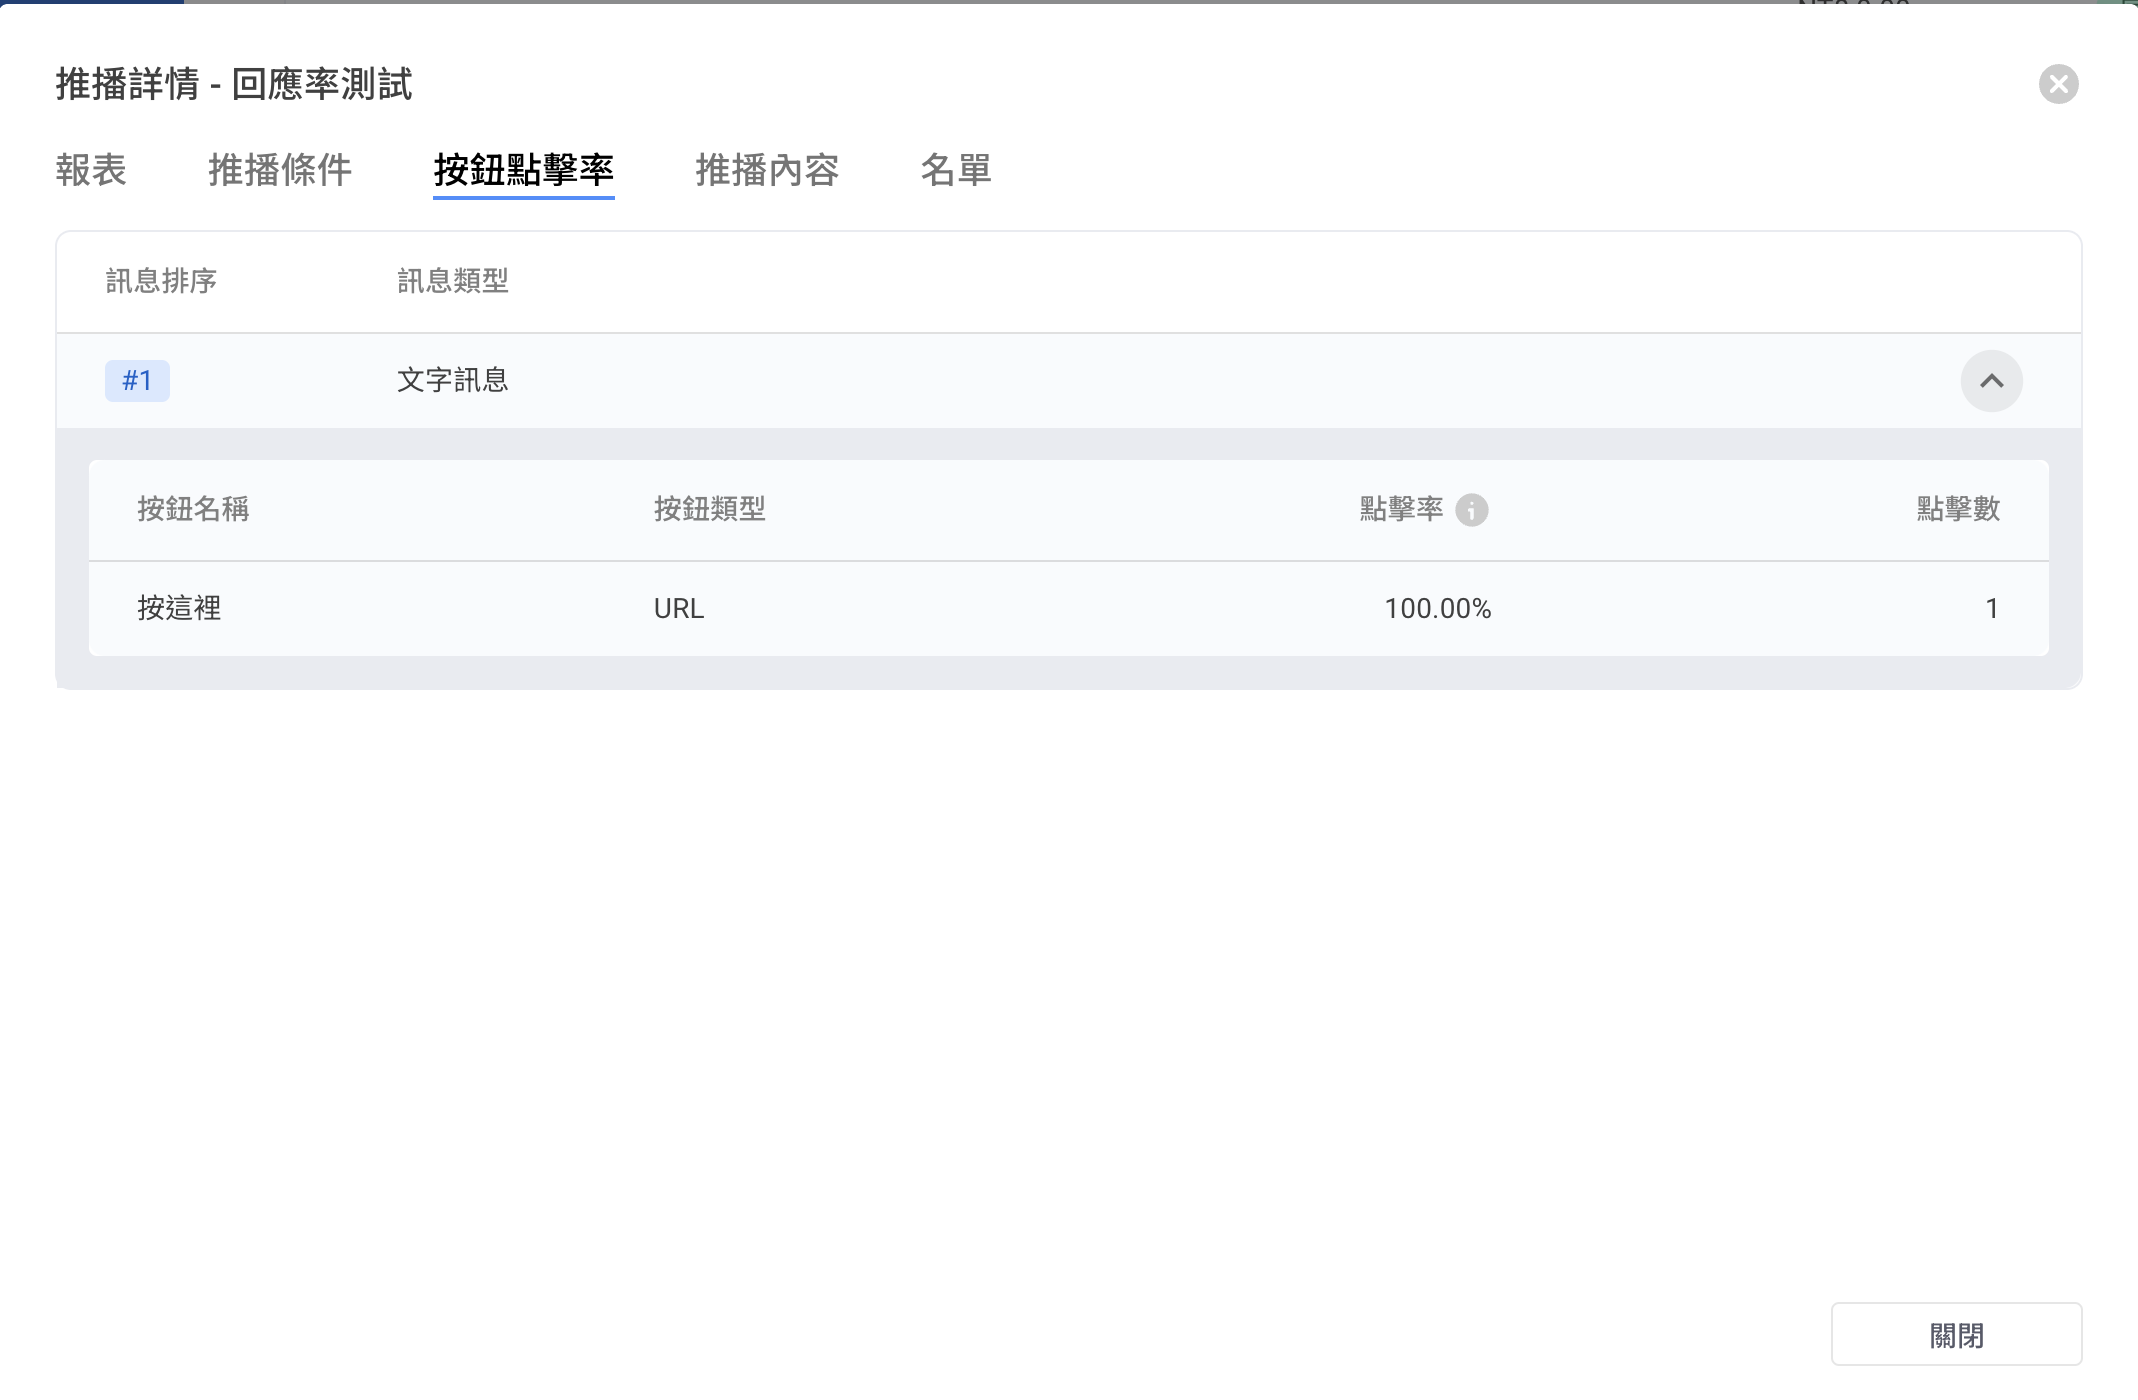 推播詳情 - 回應率測試
報表 推播條件 按鈕點擊率 推播內容 名單
訊息排序 訊息類型
#1 文字訊息
按鈕名稱 按鈕類型 點擊率 點擊數
按這裡 URL 100.00% 1
關閉